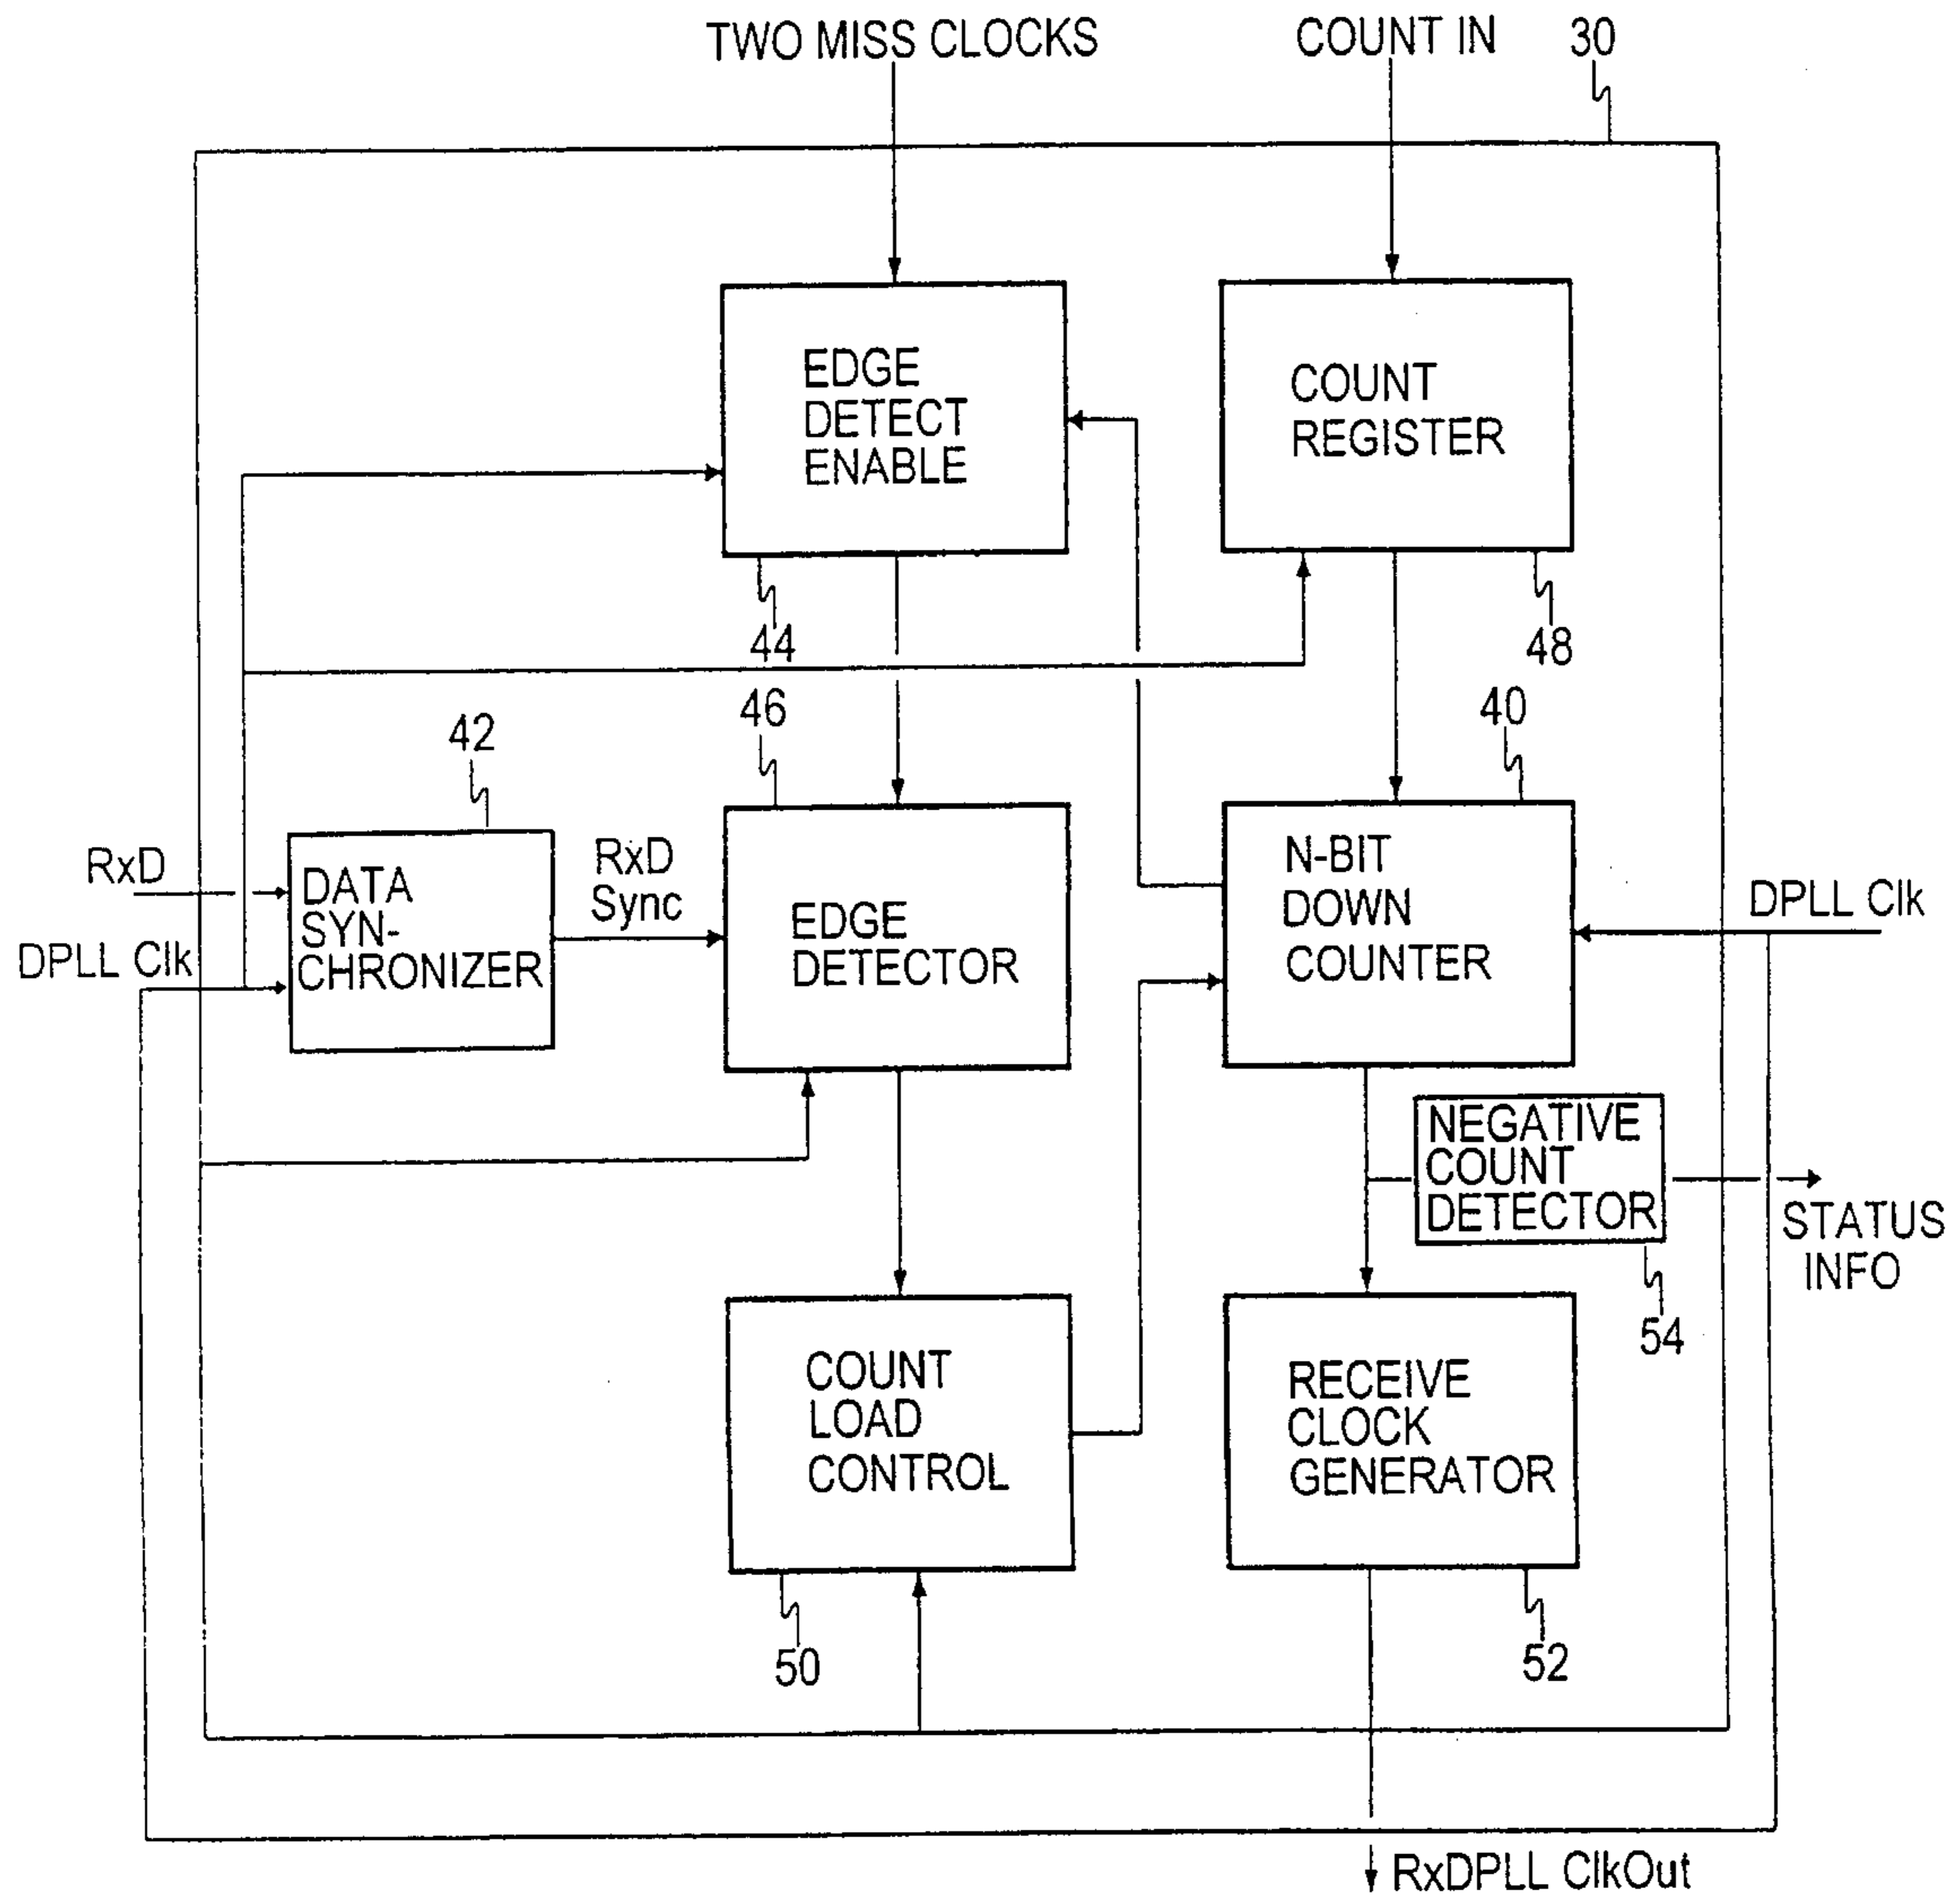 TWO MISS CLOCKS
COUNT IN
30
EDGE
DETECT
ENABLE
COUNT
REGISTER
44
48
46
40
42
RxD
DPLL Clk
DATA
SYN-
CHRONIZER
RxD
Sync
EDGE
DETECTOR
N-BIT
DOWN
COUNTER
DPLL Clk
NEGATIVE
COUNT
DETECTOR
STATUS
INFO
54
COUNT
LOAD
CONTROL
RECEIVE
CLOCK
GENERATOR
50
52
RxDPLL ClkOut